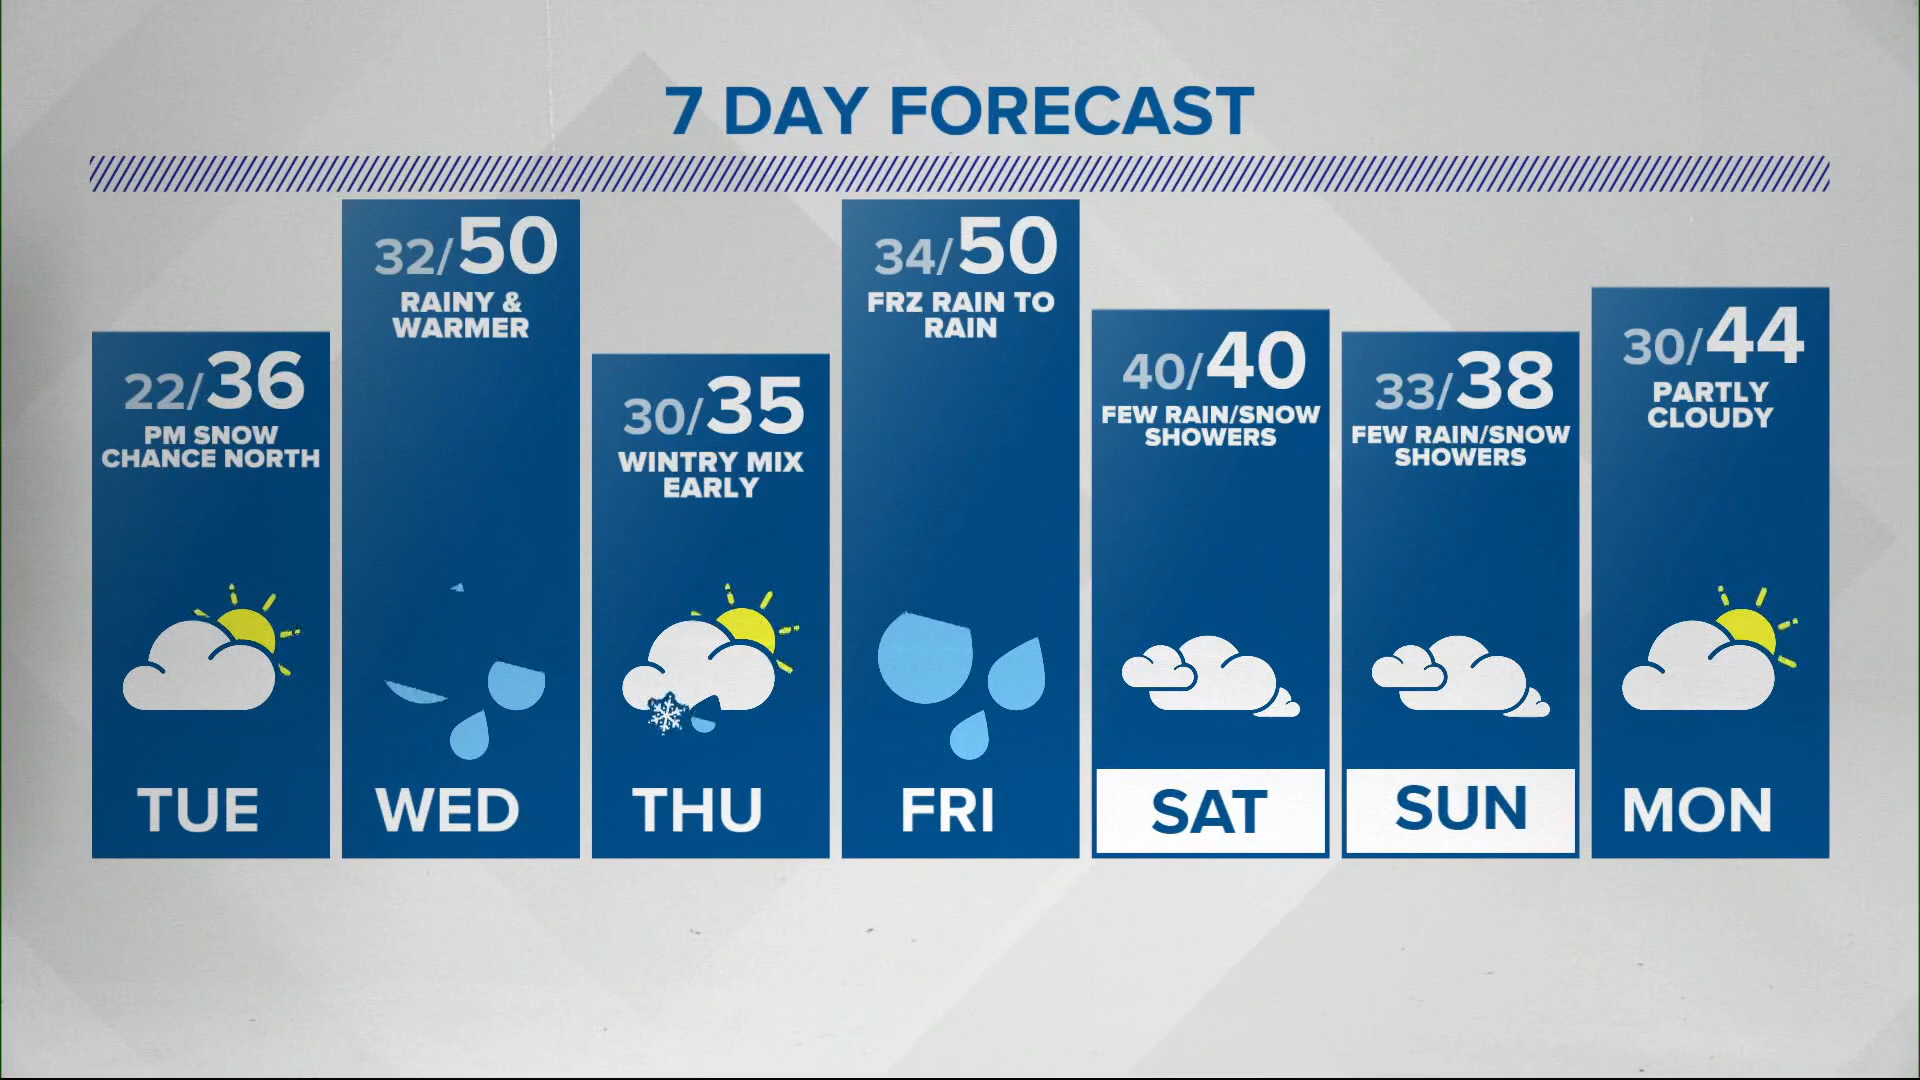 7 DAY FORECAST
22/36
PM SNOW
CHANCE NORTH
TUE
32/50
RAINY &
WARMER
WED
30/35
WINTRY MIX
EARLY
THU
34/50
FRZ RAIN TO
RAIN
FRI
40/40
FEW RAIN/SNOW
SHOWERS
SAT
33/38
FEW RAIN/SNOW
SHOWERS
SUN
30/44
PARTLY
CLOUDY
MON